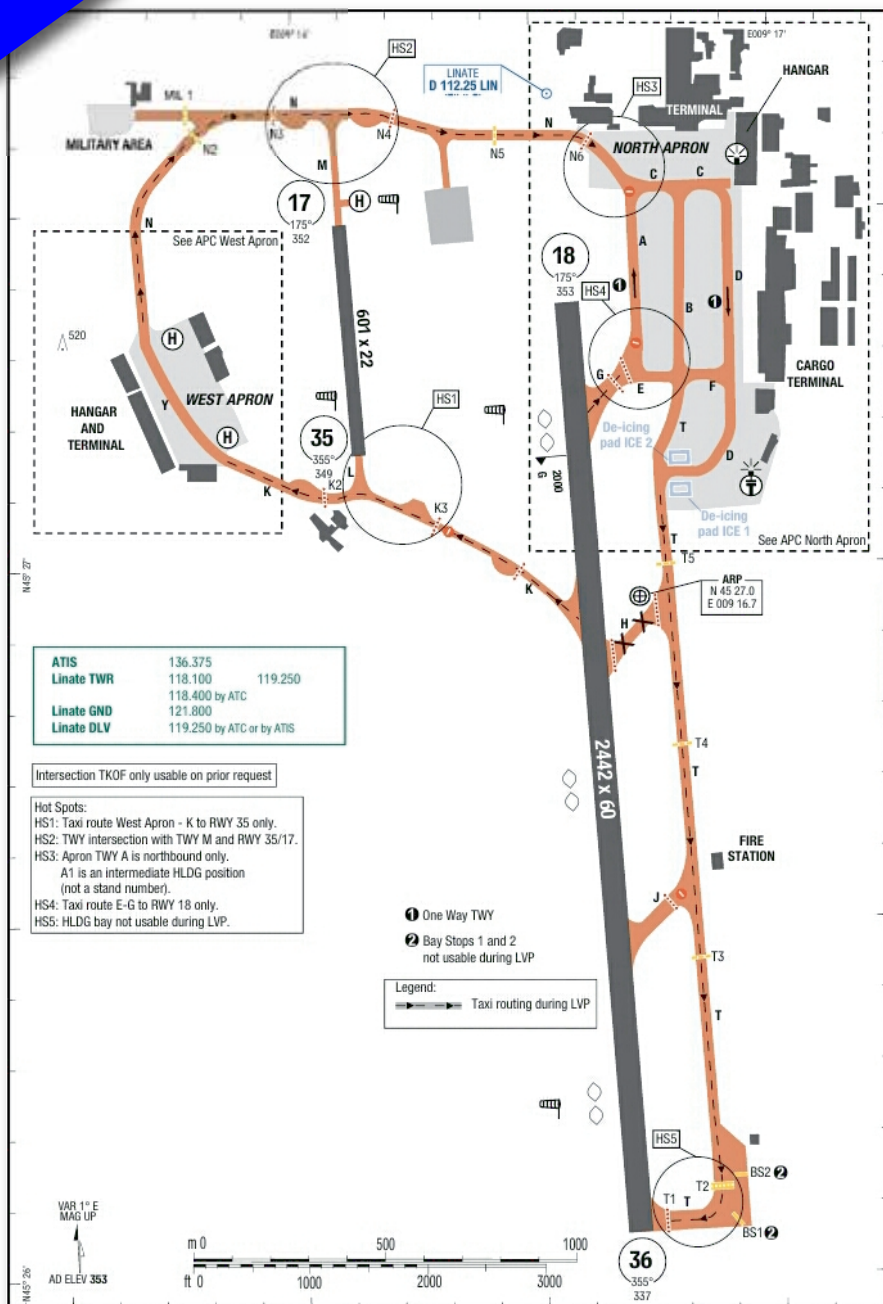 E009° 17'
HS2
LINATE
D 112.25 LIN
HS3
TERMINAL
HANGAR
MIL 1
N
N3
N4
N
N5
N
N6
NORTH APRON
MILITARY AREA
N2
M
C
C
17
175°
352
H
N
See APC West Apron
A
18
175°
353
HS4
1
B
1
D
520
H
601 x 22
G
E
F
CARGO
TERMINAL
Y
WEST APRON
HS1
HANGAR
AND
TERMINAL
H
35
355°
349
De-icing
pad ICE 2
T
D
2000
G
L
K2
K
K3
T
De-icing
pad ICE 1
See APC North Apron
T
T5
N45° 27'
K
ARP
N 45 27.0
E 009 16.7
H
ATIS 136.375
Linate TWR 118.100 119.250
118.400 by ATC
Linate GND 121.800
Linate DLV 119.250 by ATC or by ATIS
T4
2442 x 60
T
Intersection TKOF only usable on prior request
Hot Spots:
HS1: Taxi route West Apron - K to RWY 35 only.
HS2: TWY intersection with TWY M and RWY 35/17.
HS3: Apron TWY A is northbound only.
A1 is an intermediate HLDG position
(not a stand number).
HS4: Taxi route E-G to RWY 18 only.
HS5: HLDG bay not usable during LVP.
FIRE
STATION
J
1 One Way TWY
2 Bay Stops 1 and 2
not usable during LVP
T3
Legend:
Taxi routing during LVP
T
HS5
BS2 2
T2
T1
T
BS1 2
VAR 1° E
MAG UP
m 0 500 1000
36
355°
337
AD ELEV 353
ft 0 1000 2000 3000
N45° 26'